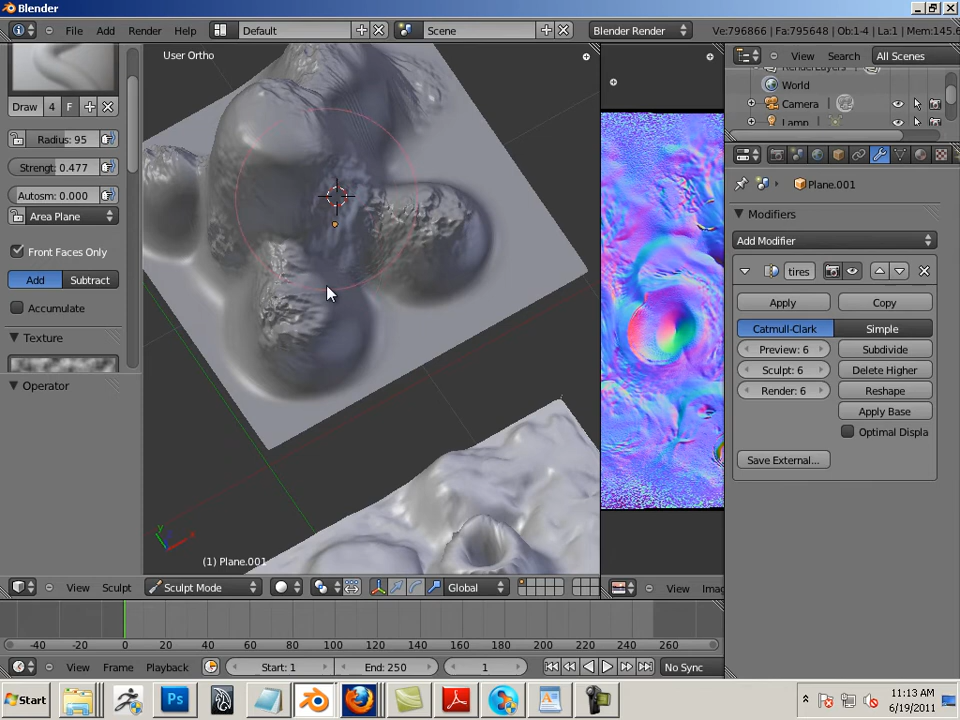 Blender
File Add Render Help Default Scene Blender Render Ve:796866 | Fa:795648 | Ob:1-4 | La:1 | Mem:145.6
User Ortho
View Search All Scenes
World
Camera
Lamp
Draw 4 F
Radius: 95
Strengt: 0.477
Autosm: 0.000
Area Plane
Front Faces Only
Add Subtract
Accumulate
Texture
Operator
Plane.001
Modifiers
Add Modifier
tires
Apply Copy
Catmull-Clark Simple
Preview: 6 Subdivide
Sculpt: 6 Delete Higher
Render: 6 Reshape
Apply Base
Optimal Displa
Save External...
y x
(1) Plane.001
View Sculpt Sculpt Mode Global View Imag
-40 -20 0 20 40 60 80 100 120 140 160 180 200 220 240 260
View Frame Playback Start: 1 End: 250 1 No Sync
Start Ps 11:13 AM
6/19/2011